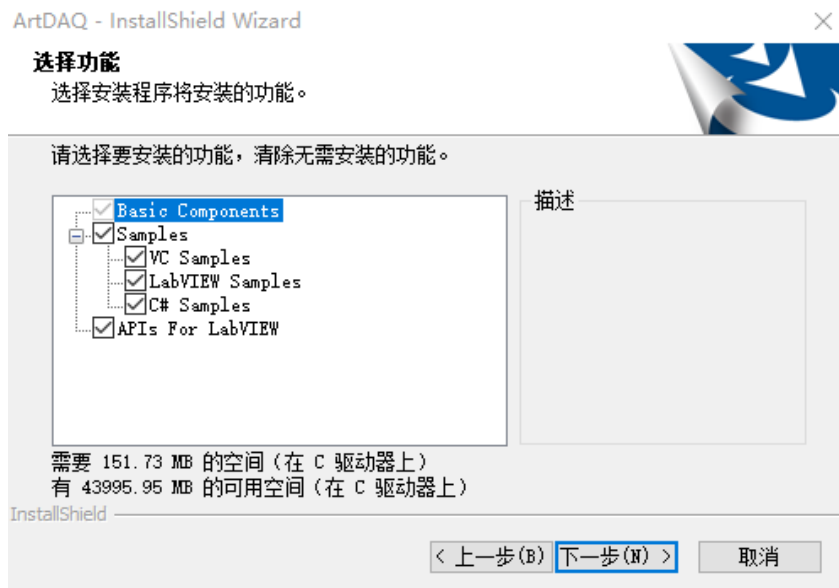 ArtDAQ - InstallShield Wizard
选择功能
选择安装程序将安装的功能。
请选择要安装的功能，清除无需安装的功能。
Basic Components
Samples
VC Samples
LabVIEW Samples
C# Samples
APIs For LabVIEW
描述
需要 151.73 MB 的空间（在 C 驱动器上）
有 43995.95 MB 的可用空间（在 C 驱动器上）
InstallShield
< 上一步(B) 下一步(N) > 取消